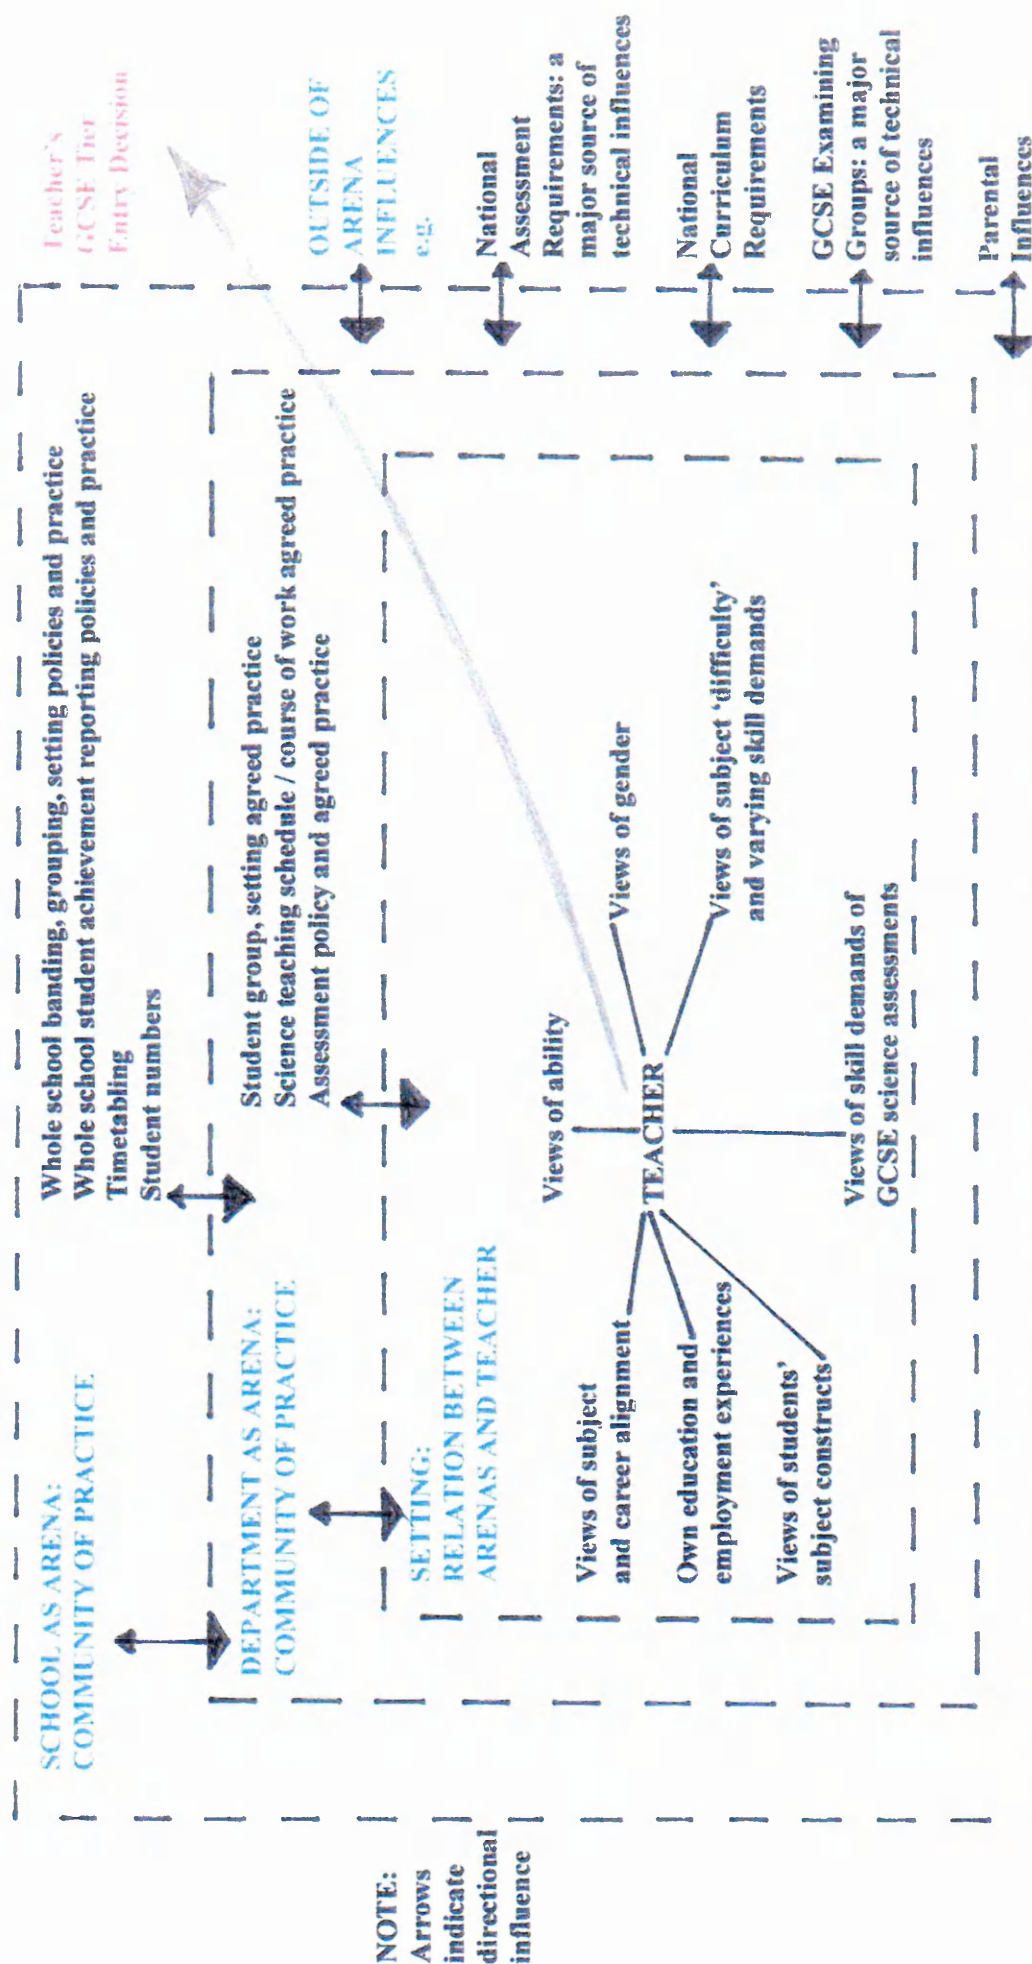 SCHOOL AS ARENA:
COMMUNITY OF PRACTICE
Whole school banding, grouping, setting policies and practice
Whole school student achievement reporting policies and practice
Timetabling
Student numbers
Teacher's
GCSE Tier
Entry Decision
DEPARTMENT AS ARENA:
COMMUNITY OF PRACTICE
Student group, setting agreed practice
Science teaching schedule / course of work agreed practice
Assessment policy and agreed practice
OUTSIDE OF
ARENA
INFLUENCES
e.g.
NOTE:
Arrows
indicate
directional
influence
SETTING:
RELATION BETWEEN
ARENAS AND TEACHER
National
Assessment
Requirements: a
major source of
technical influences
Views of ability
Views of gender
Views of subject
and career alignment
TEACHER
Own education and
employment experiences
Views of subject 'difficulty'
and varying skill demands
National
Curriculum
Requirements
Views of students'
subject constructs
Views of skill demands of
GCSE science assessments
GCSE Examining
Groups: a major
source of technical
influences
Parental
Influences